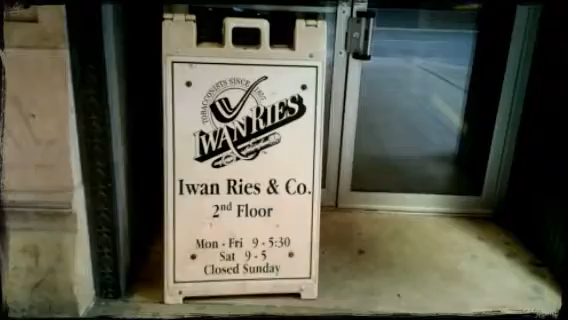 TOBACCONISTS SINCE 1857
IWAN RIES
Iwan Ries & Co.
2nd Floor
Mon - Fri 9 - 5:30
Sat 9 - 5
Closed Sunday